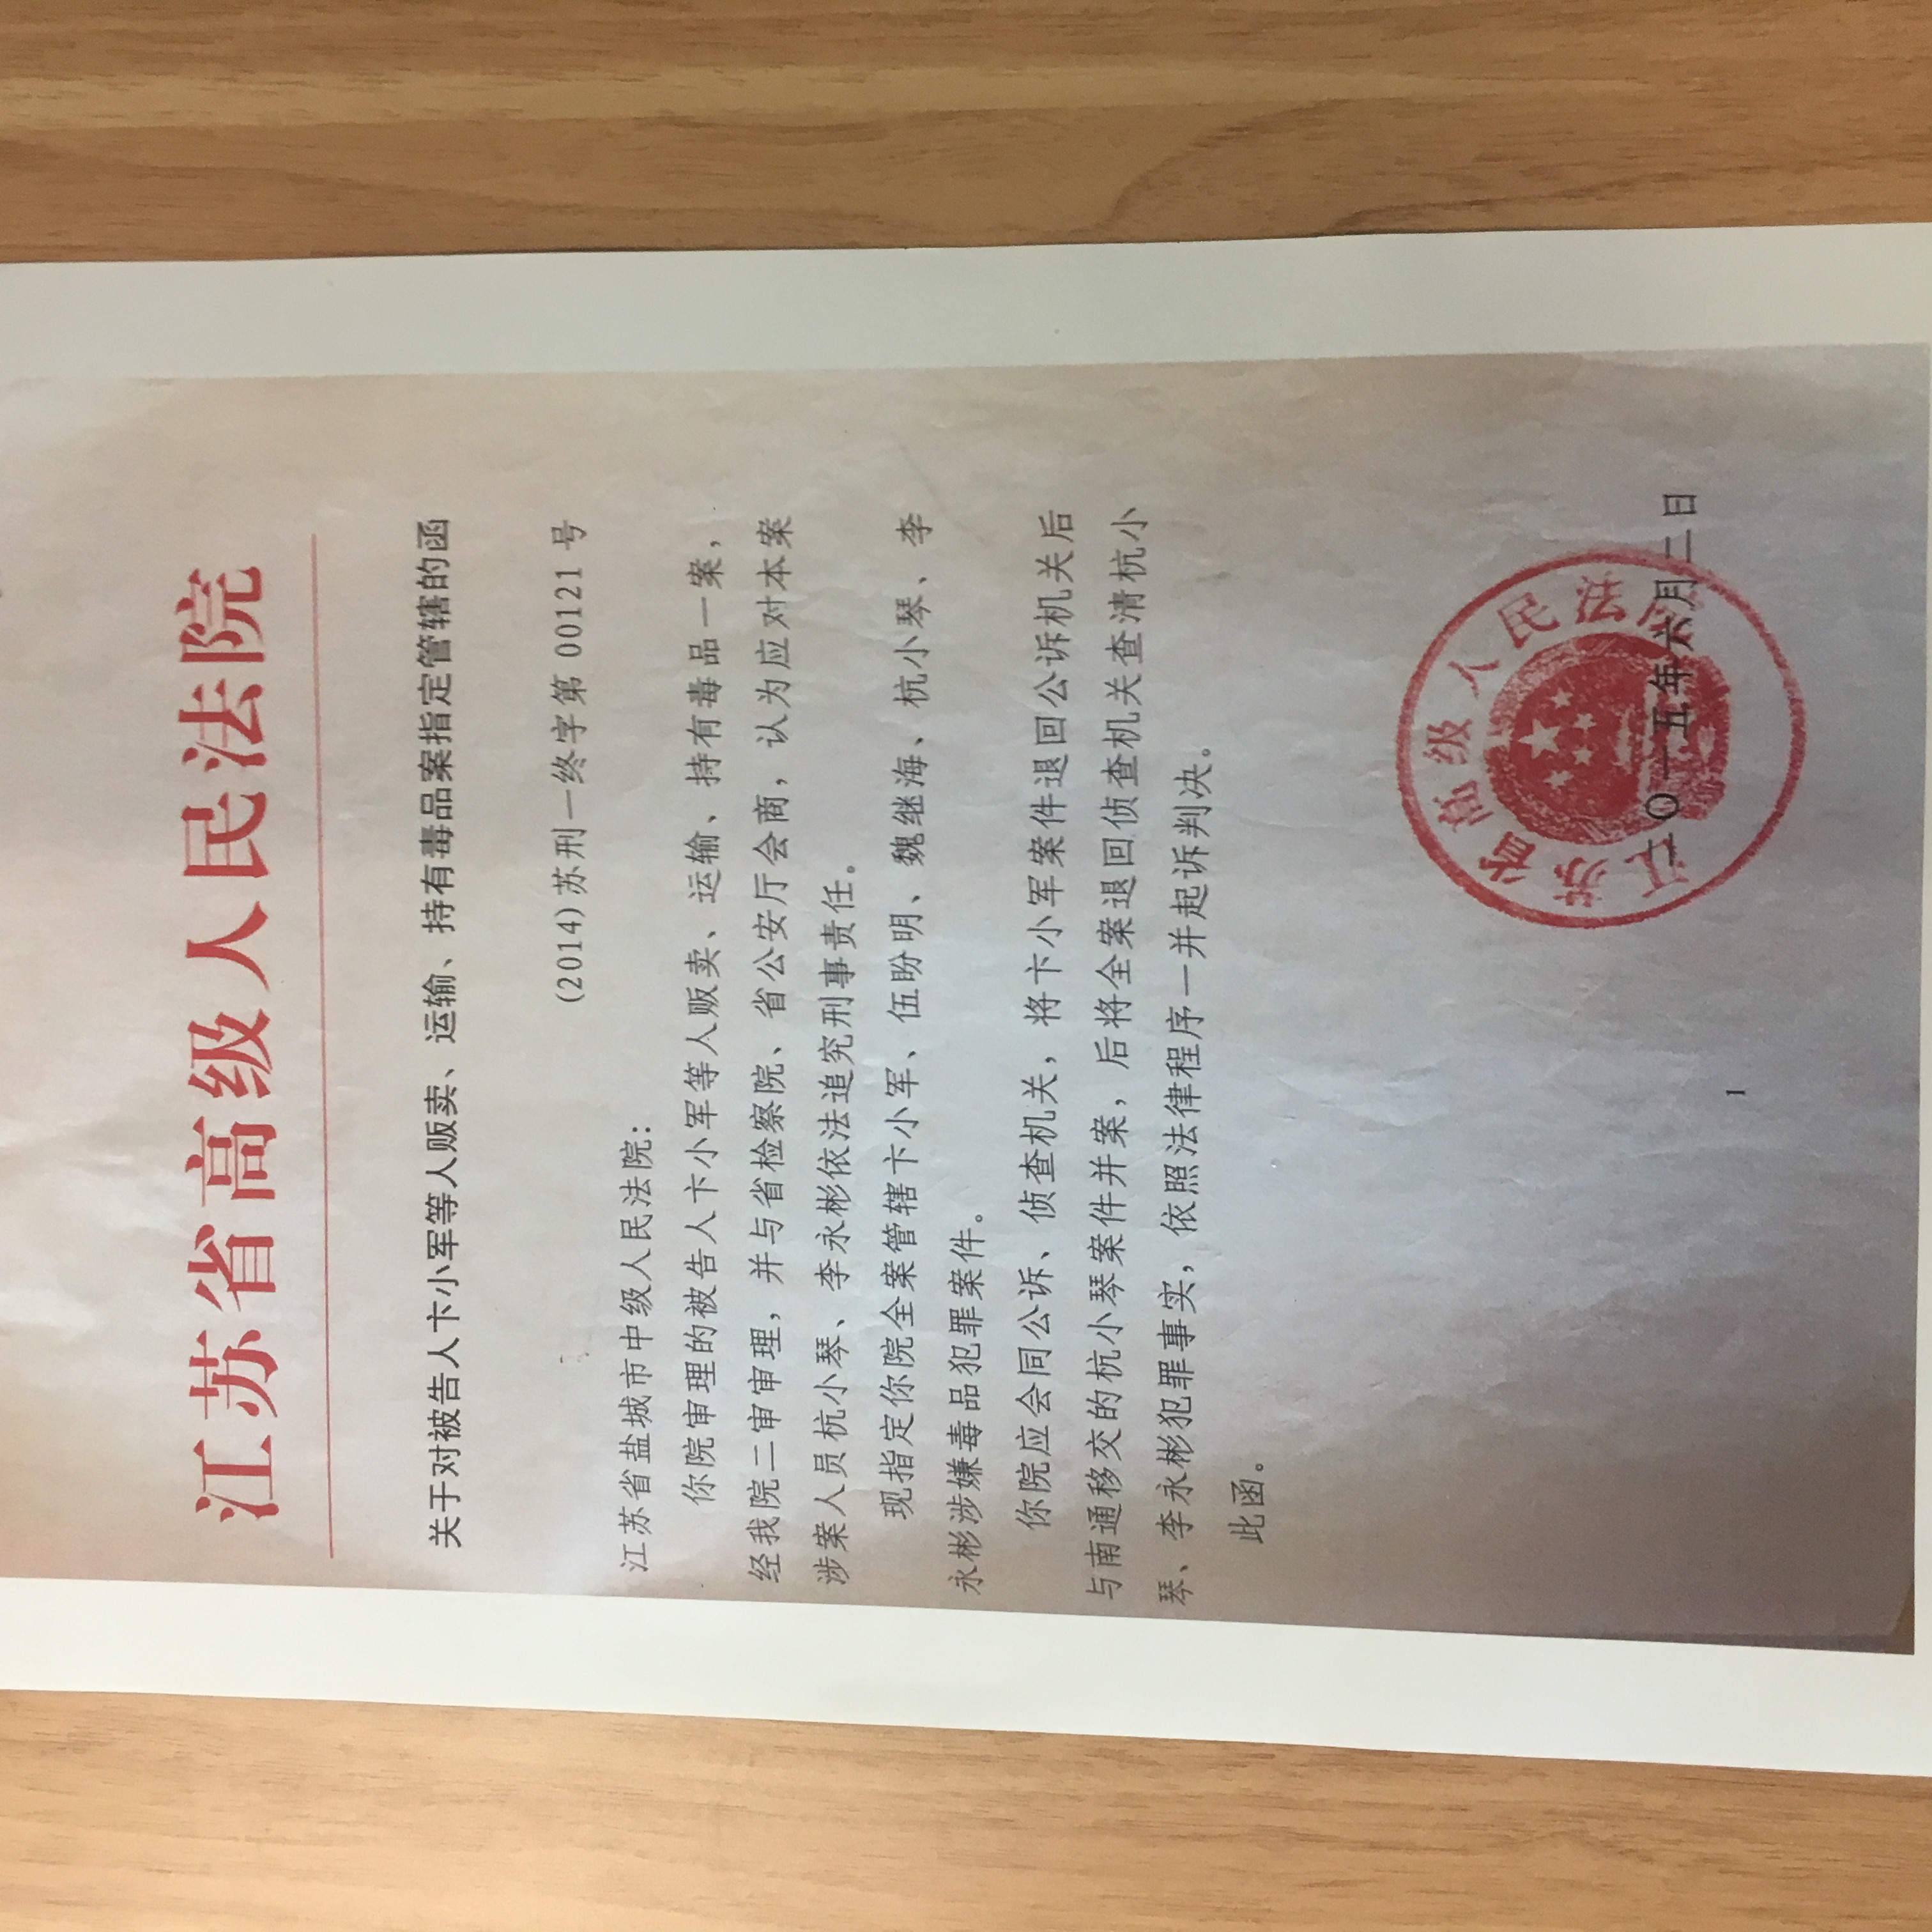 江苏省高级人民法院
关于对被告人卞小军等人贩卖、运输、持有毒品案指定管辖的函
(2014)苏刑一终字第 00121 号
江苏省盐城市中级人民法院：
你院审理的被告人卞小军等人贩卖、运输、持有毒品一案，
经我院二审审理，并与省检察院、省公安厅会商，认为应对本案
涉案人员杭小琴、李永彬依法追究刑事责任。
现指定你院全案管辖卞小军、伍盼明、魏继海、杭小琴、李
永彬涉嫌毒品犯罪案件。
你院应会同公诉、侦查机关，将卞小军案件退回公诉机关后
与南通移交的杭小琴案件并案，后将全案退回侦查机关查清杭小
琴、李永彬犯罪事实，依照法律程序一并起诉判决。
此函。
江苏省高级人民法院
二〇一五年六月二日
1